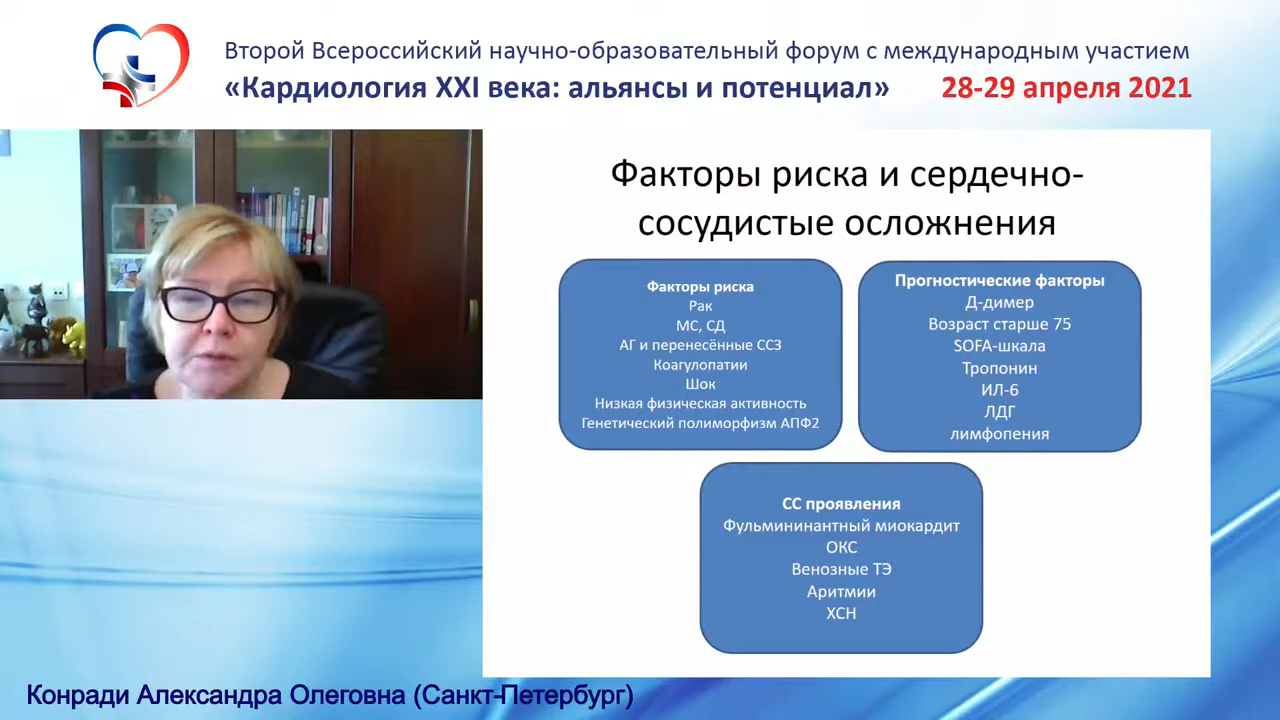 Второй Всероссийский научно-образовательный форум с международным участием
«Кардиология XXI века: альянсы и потенциал» 28-29 апреля 2021
Факторы риска и сердечно-
сосудистые осложнения
Факторы риска
Рак
МС, СД
АГ и перенесённые ССЗ
Коагулопатии
Шок
Низкая физическая активность
Генетический полиморфизм АПФ2
Прогностические факторы
Д-димер
Возраст старше 75
SOFA-шкала
Тропонин
ИЛ-6
ЛДГ
лимфопения
СС проявления
Фульмининантный миокардит
ОКС
Венозные ТЭ
Аритмии
ХСН
Конради Александра Олеговна (Санкт-Петербург)